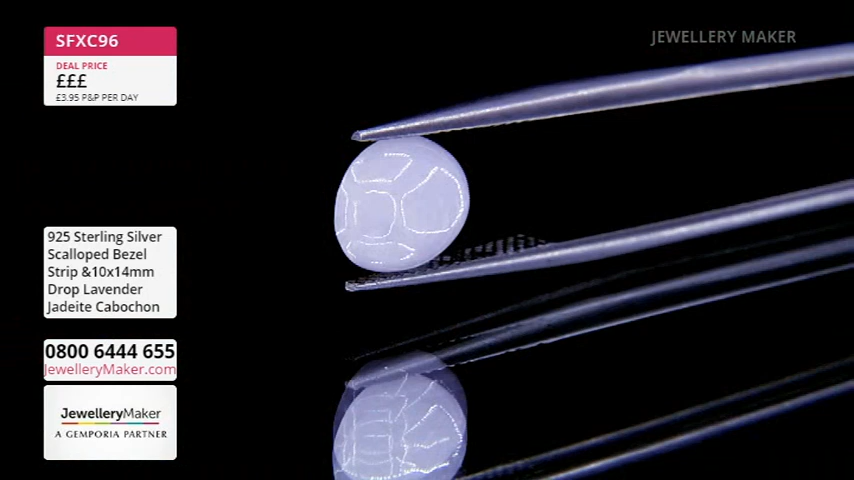 SFXC96
DEAL PRICE
£££
£3.95 P&P PER DAY
JEWELLERY MAKER
925 Sterling Silver
Scalloped Bezel
Strip &10x14mm
Drop Lavender
Jadeite Cabochon
0800 6444 655
JewelleryMaker.com
JewelleryMaker
A GEMPORIA PARTNER